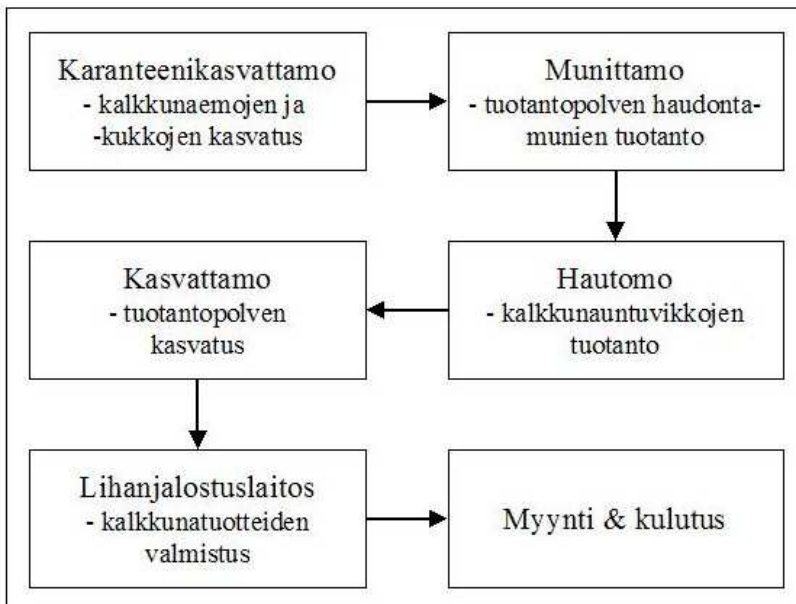 Karanteenikasvattamo
- kalkkunaemojen ja
-kukkojen kasvatus
Munittamo
- tuotantopolven haudonta-
munien tuotanto
Hautomo
- kalkkunauntuvikkojen
tuotanto
Kasvattamo
- tuotantopolven
kasvatus
Lihanjalostuslaitos
- kalkkunatuotteiden
valmistus
Myynti & kulutus